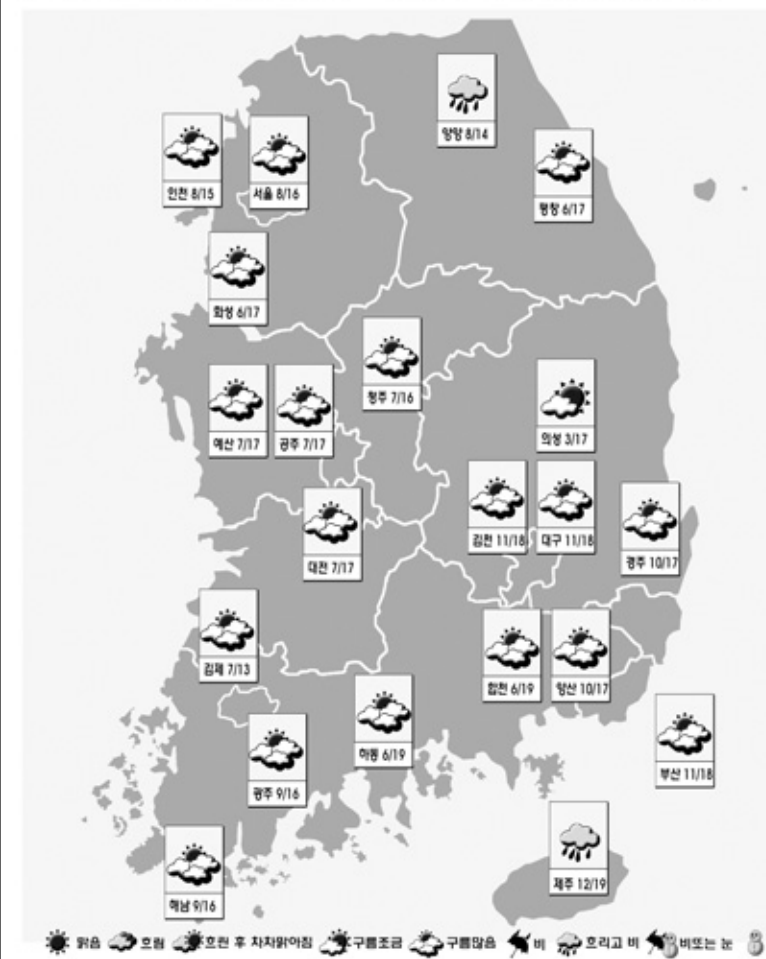 양양 8/14
인천 8/15
서울 8/16
평창 6/17
화성 6/17
청주 7/16
예산 7/17
공주 7/17
의성 3/17
김천 11/18
대구 11/18
경주 10/17
대전 7/17
김제 7/13
합천 6/19
양산 10/17
하동 6/19
광주 9/16
부산 11/18
제주 12/19
해남 9/16
맑음 흐림 흐린 후 차차맑아짐 구름조금 구름많음 비 흐리고 비 비또는 눈